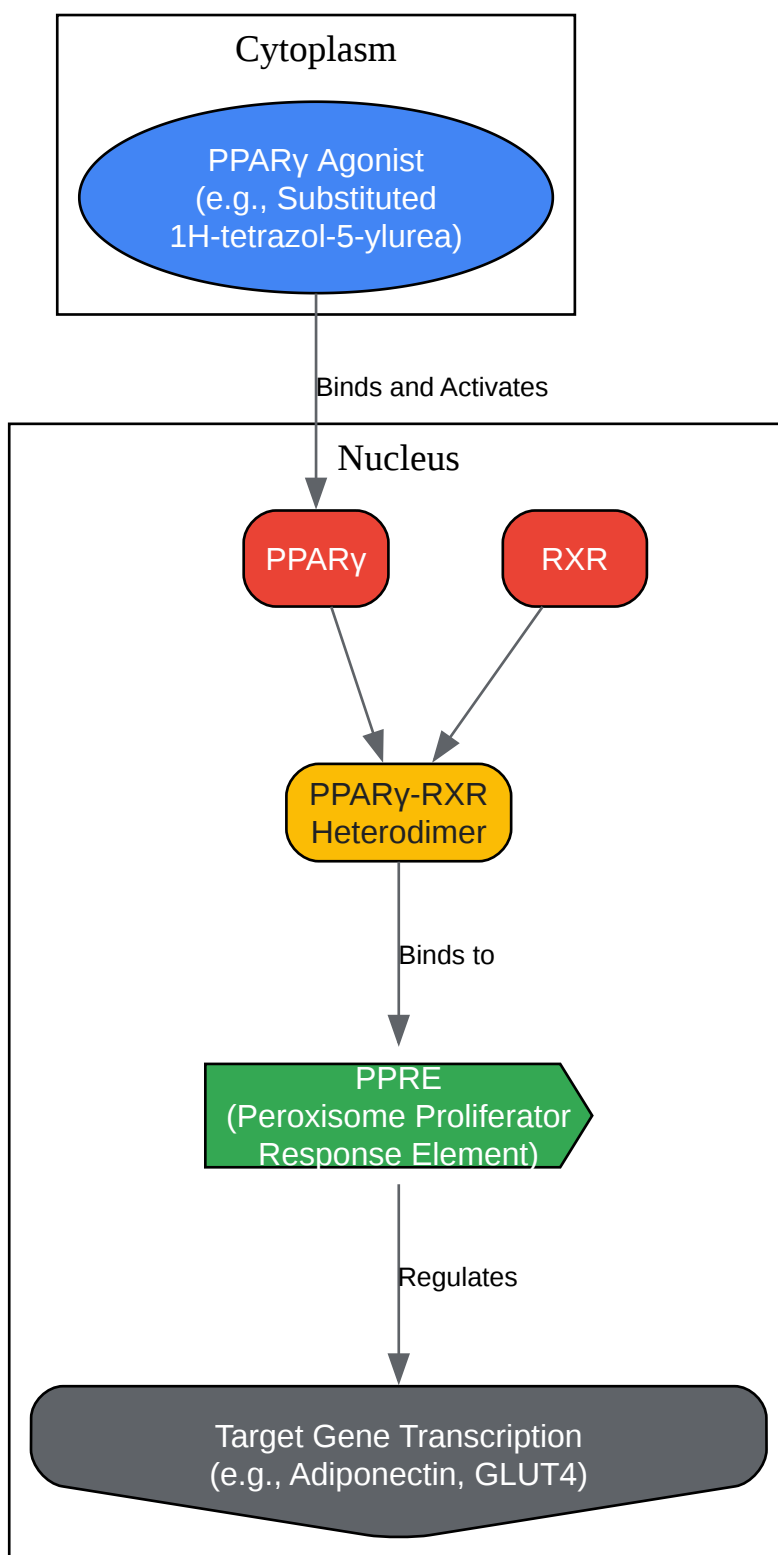 Cytoplasm
PPARγ Agonist
(e.g., Substituted
1H-tetrazol-5-ylurea)
Binds and Activates
Nucleus
PPARγ
RXR
PPARγ-RXR
Heterodimer
Binds to
PPRE
(Peroxisome Proliferator
Response Element)
Regulates
Target Gene Transcription
(e.g., Adiponectin, GLUT4)